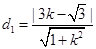 d₁ = | 3k − √3 | / √(1 + k²)